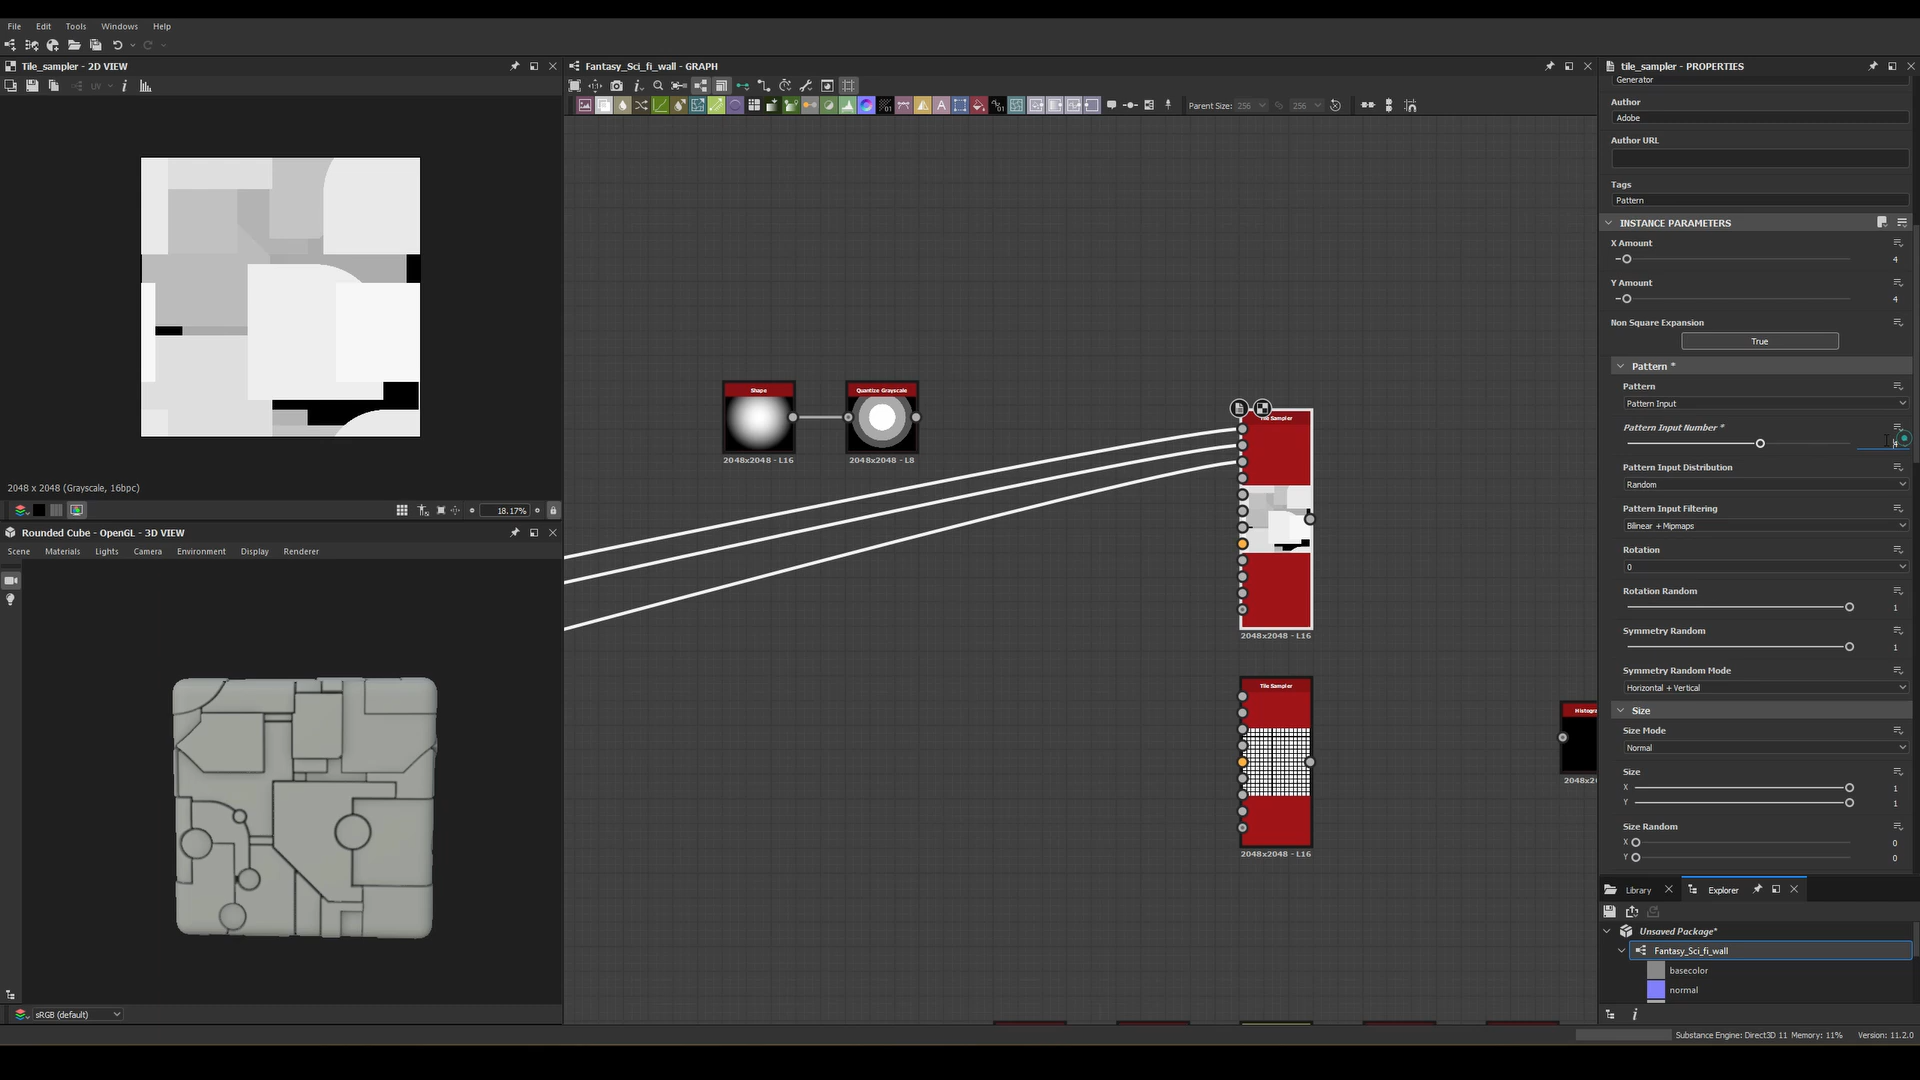 File Edit Tools Windows Help
Tile_sampler - 2D VIEW
UV
2048 x 2048 (Grayscale, 16bpc)
18.17%
Rounded Cube - OpenGL - 3D VIEW
Scene Materials Lights Camera Environment Display Renderer
sRGB (default)
Fantasy_Sci_fi_wall - GRAPH
Parent Size: 256 256
Shape
2048x2048 - L16
Quantize Grayscale
2048x2048 - L8
Tile Sampler
2048x2048 - L16
Tile Sampler
2048x2048 - L16
Histogr
2048x20
tile_sampler - PROPERTIES
Generator
Author
Adobe
Author URL
Tags
Pattern
INSTANCE PARAMETERS
X Amount
4
Y Amount
4
Non Square Expansion
True
Pattern *
Pattern
Pattern Input
Pattern Input Number *
4
Pattern Input Distribution
Random
Pattern Input Filtering
Bilinear + Mipmaps
Rotation
0
Rotation Random
1
Symmetry Random
1
Symmetry Random Mode
Horizontal + Vertical
Size
Size Mode
Normal
Size
X 1
Y 1
Size Random
X 0
Y 0
Library Explorer
Unsaved Package*
Fantasy_Sci_fi_wall
basecolor
normal
Substance Engine: Direct3D 11 Memory: 11% Version: 11.2.0